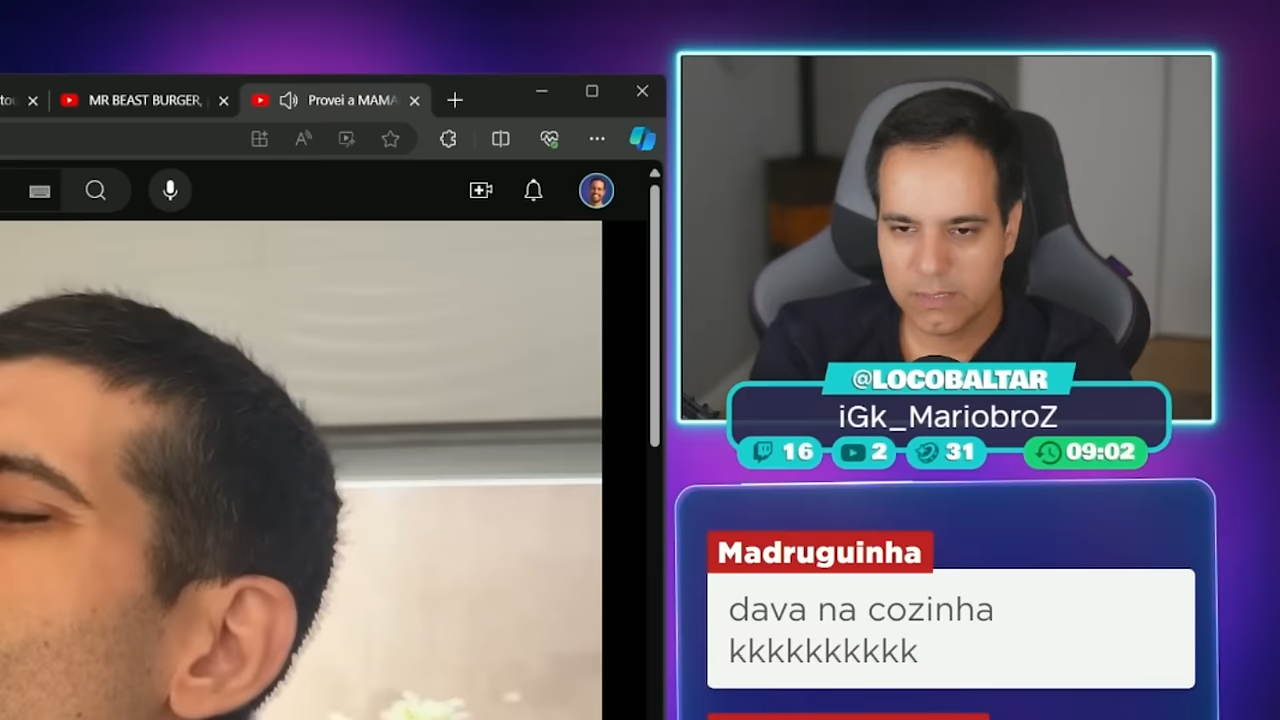 MR BEAST BURGER,
Provei a MAMA
@LOCOBALTAR
iGk_MariobroZ
16
2
31
09:02
Madruguinha
dava na cozinha
kkkkkkkkkk